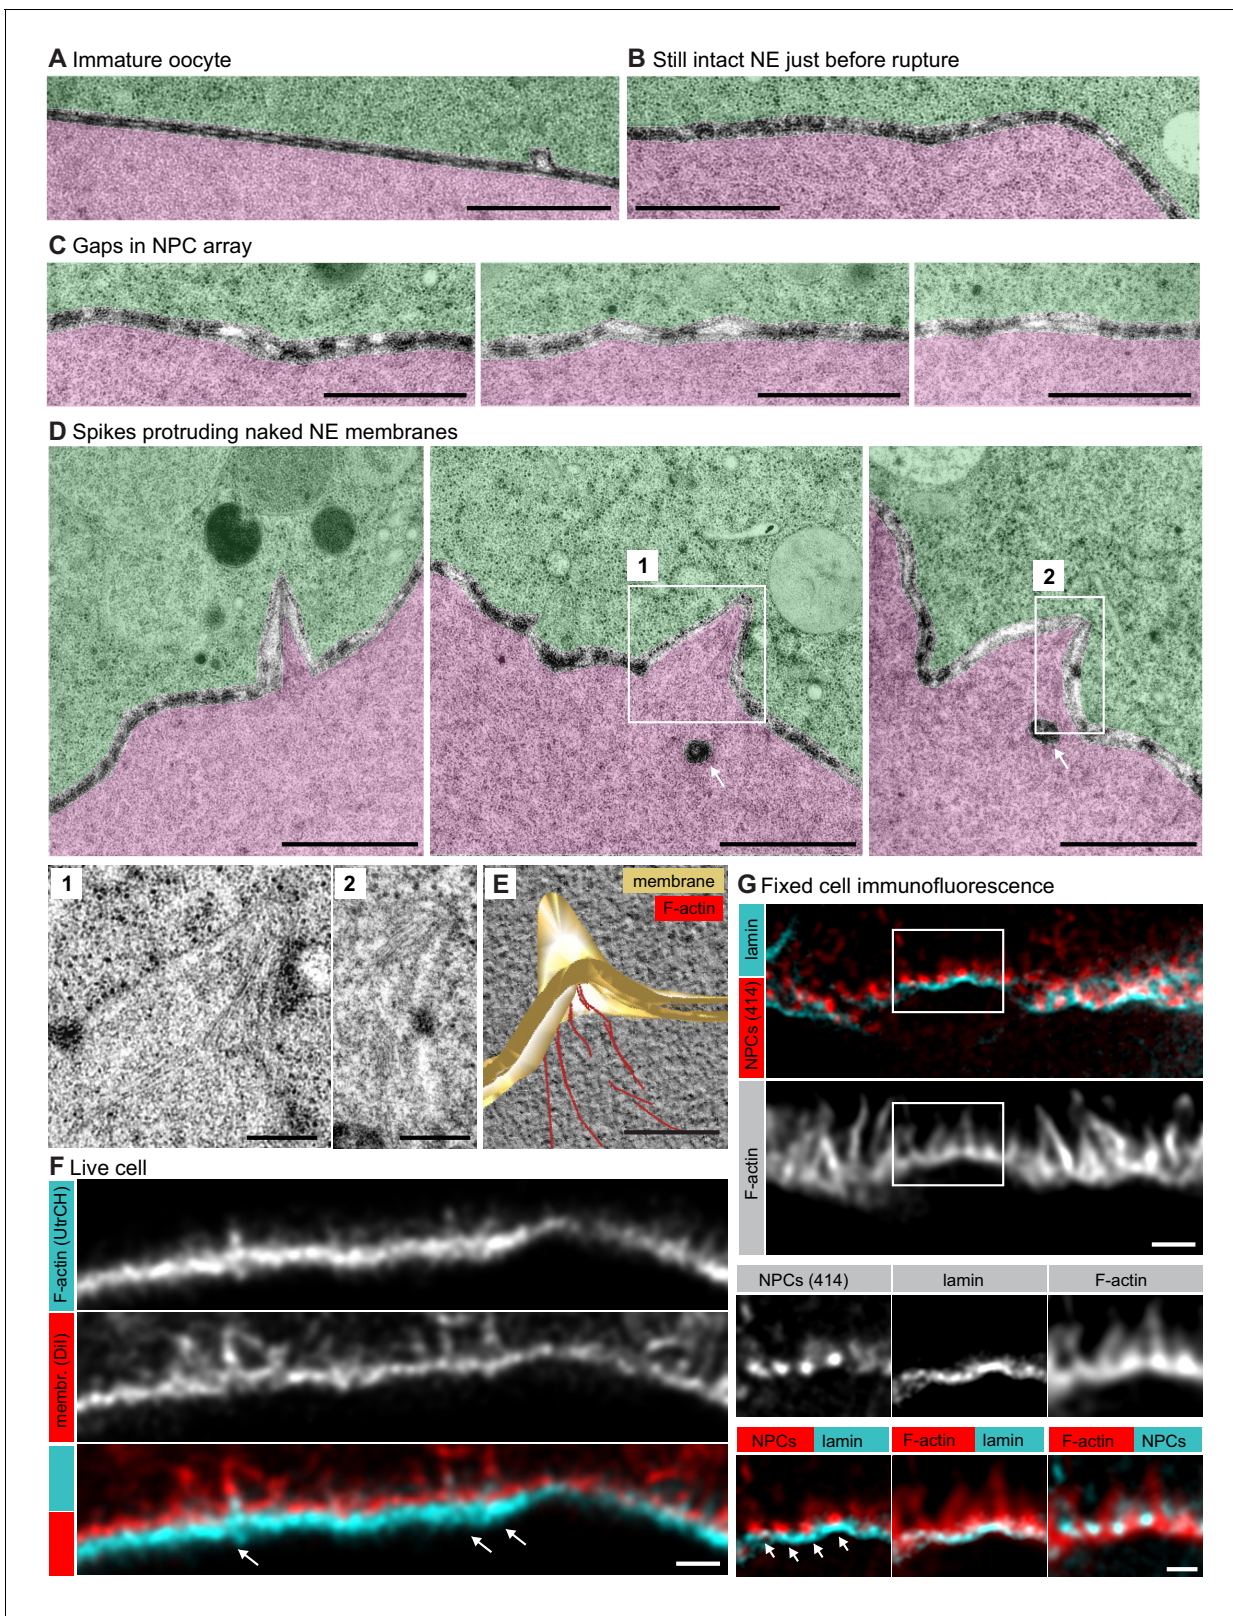 A Immature oocyte
B Still intact NE just before rupture
C Gaps in NPC array
D Spikes protruding naked NE membranes
1
2
1
2
E
membrane
F-actin
F Live cell
F-actin (UtrCH)
membr. (DiI)
G Fixed cell immunofluorescence
lamin
NPCs (414)
F-actin
NPCs (414) lamin F-actin
NPCs lamin F-actin lamin F-actin NPCs